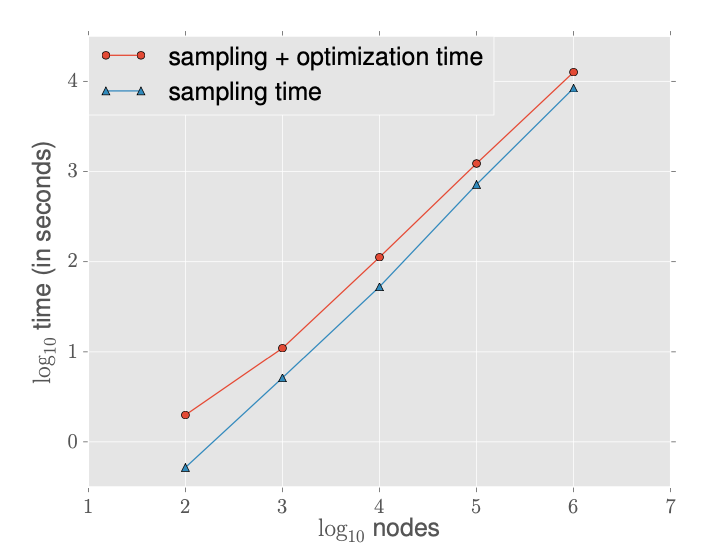 sampling + optimization time
sampling time
4
3
2
1
0
log10 time (in seconds)
1 2 3 4 5 6 7
log10 nodes